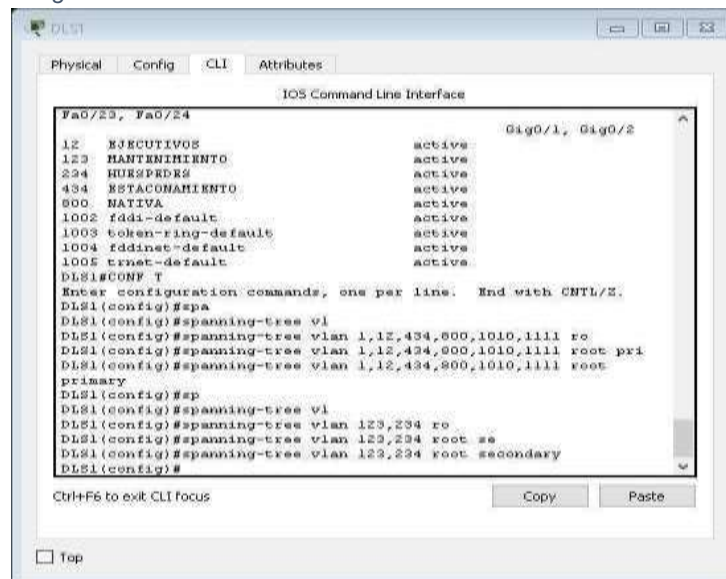 DLS1
Physical Config CLI Attributes
IOS Command Line Interface
Fa0/23, Fa0/24
Gig0/1, Gig0/2
12 EJECUTIVOS active
123 MANTENIMIENTO active
234 HUESPEDES active
434 ESTACONAMIENTO active
800 NATIVA active
1002 fddi-default active
1003 token-ring-default active
1004 fddinet-default active
1005 trnet-default active
DLS1#CONF T
Enter configuration commands, one per line. End with CNTL/Z.
DLS1(config)#spa
DLS1(config)#spanning-tree vl
DLS1(config)#spanning-tree vlan 1,12,434,800,1010,1111 ro
DLS1(config)#spanning-tree vlan 1,12,434,800,1010,1111 root pri
DLS1(config)#spanning-tree vlan 1,12,434,800,1010,1111 root
primary
DLS1(config)#sp
DLS1(config)#spanning-tree vl
DLS1(config)#spanning-tree vlan 123,234 ro
DLS1(config)#spanning-tree vlan 123,234 root se
DLS1(config)#spanning-tree vlan 123,234 root secondary
DLS1(config)#
Ctrl+F6 to exit CLI focus
Copy Paste
Top